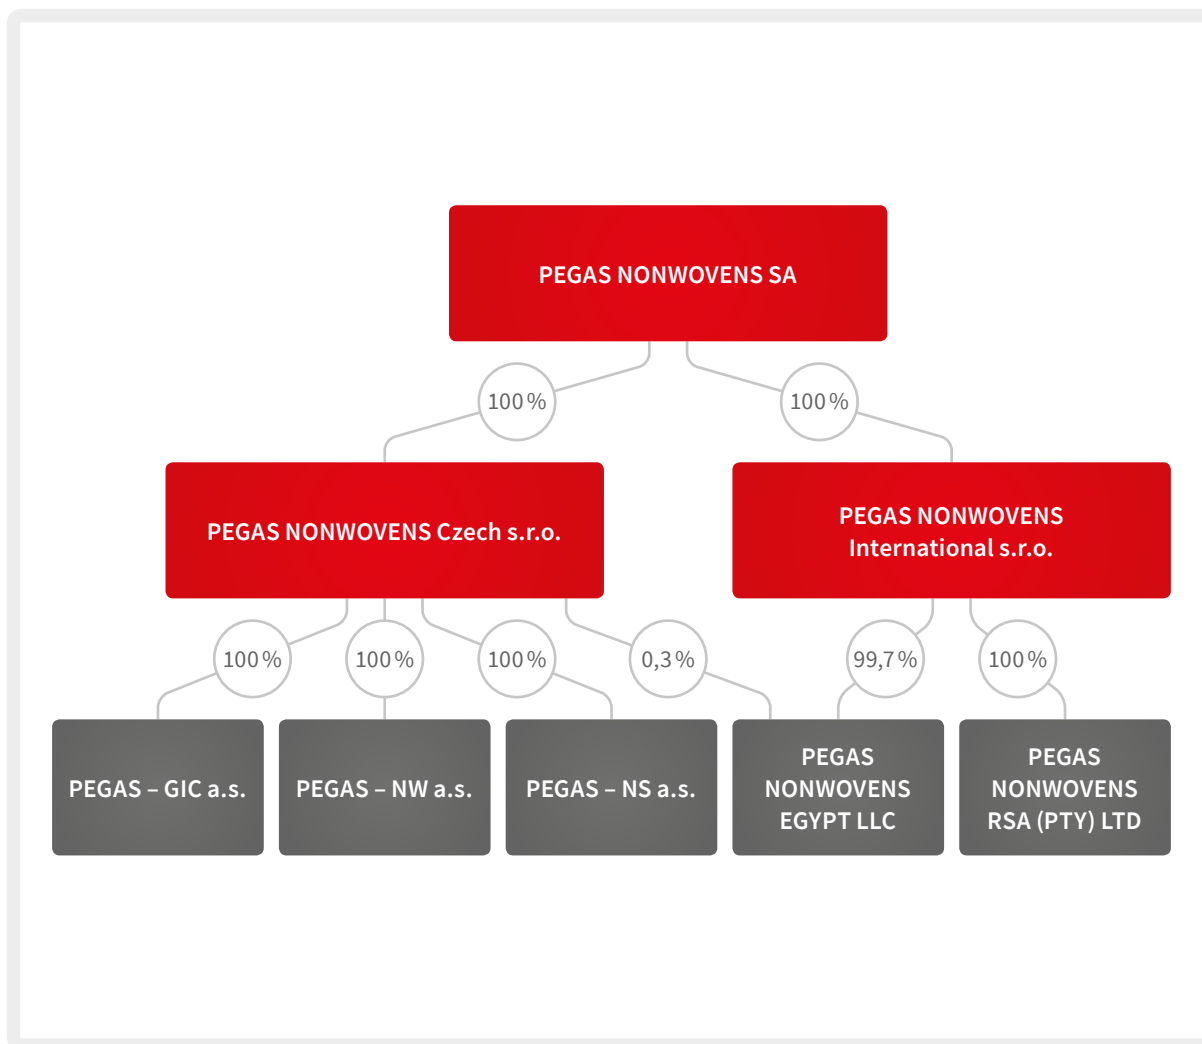 PEGAS NONWOVENS SA
100 %
100 %
PEGAS NONWOVENS Czech s.r.o.
PEGAS NONWOVENS
International s.r.o.
100 %
100 %
100 %
0,3 %
99,7 %
100 %
PEGAS – GIC a.s.
PEGAS – NW a.s.
PEGAS – NS a.s.
PEGAS
NONWOVENS
EGYPT LLC
PEGAS
NONWOVENS
RSA (PTY) LTD